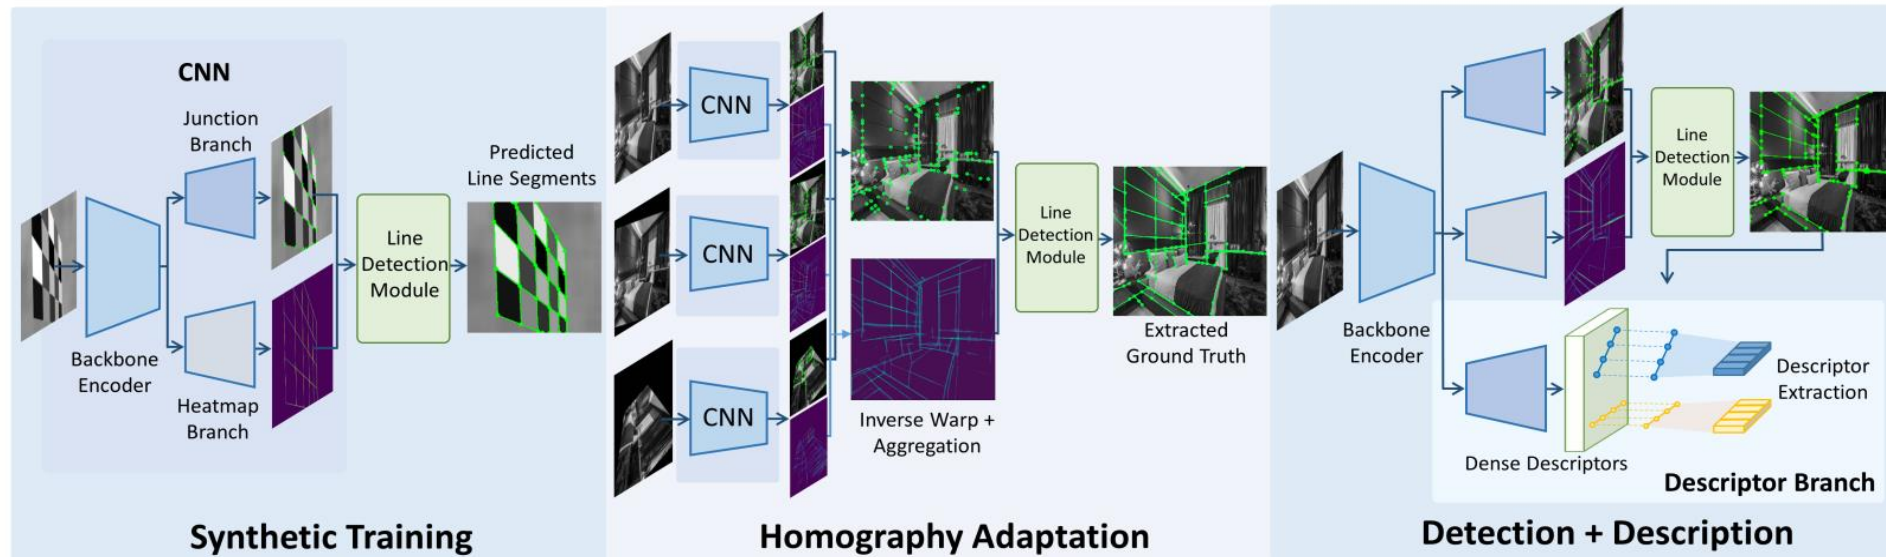 CNN
Junction
Branch
Predicted
Line Segments
Line
Detection
Module
Backbone
Encoder
Heatmap
Branch
Synthetic Training
CNN
CNN
CNN
Inverse Warp +
Aggregation
Line
Detection
Module
Extracted
Ground Truth
Homography Adaptation
Line
Detection
Module
Backbone
Encoder
Descriptor
Extraction
Dense Descriptors
Descriptor Branch
Detection + Description